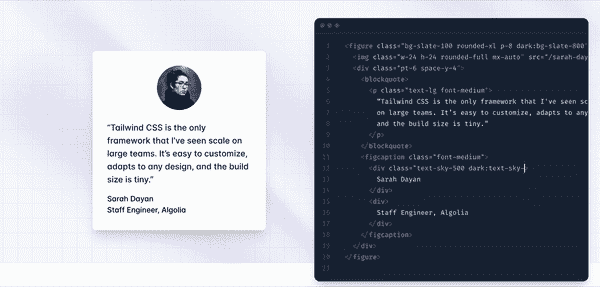 “Tailwind CSS is the only
framework that I’ve seen scale on
large teams. It’s easy to customize,
adapts to any design, and the build
size is tiny.”
Sarah Dayan
Staff Engineer, Algolia
1 <figure class="bg-slate-100 rounded-xl p-8 dark:bg-slate-800"
2 <img class="w-24 h-24 rounded-full mx-auto" src="/sarah-day
3 <div class="pt-6 space-y-4">
4 <blockquote>
5 <p class="text-lg font-medium">
6 “Tailwind CSS is the only framework that I’ve seen sc
7 on large teams. It’s easy to customize, adapts to any
8 and the build size is tiny.”
9 </p>
10 </blockquote>
11 <figcaption class="font-medium">
12 <div class="text-sky-500 dark:text-sky-
13 Sarah Dayan
14 </div>
15 <div>
16 Staff Engineer, Algolia
17 </div>
18 </figcaption>
19 </div>
20 </figure>
21